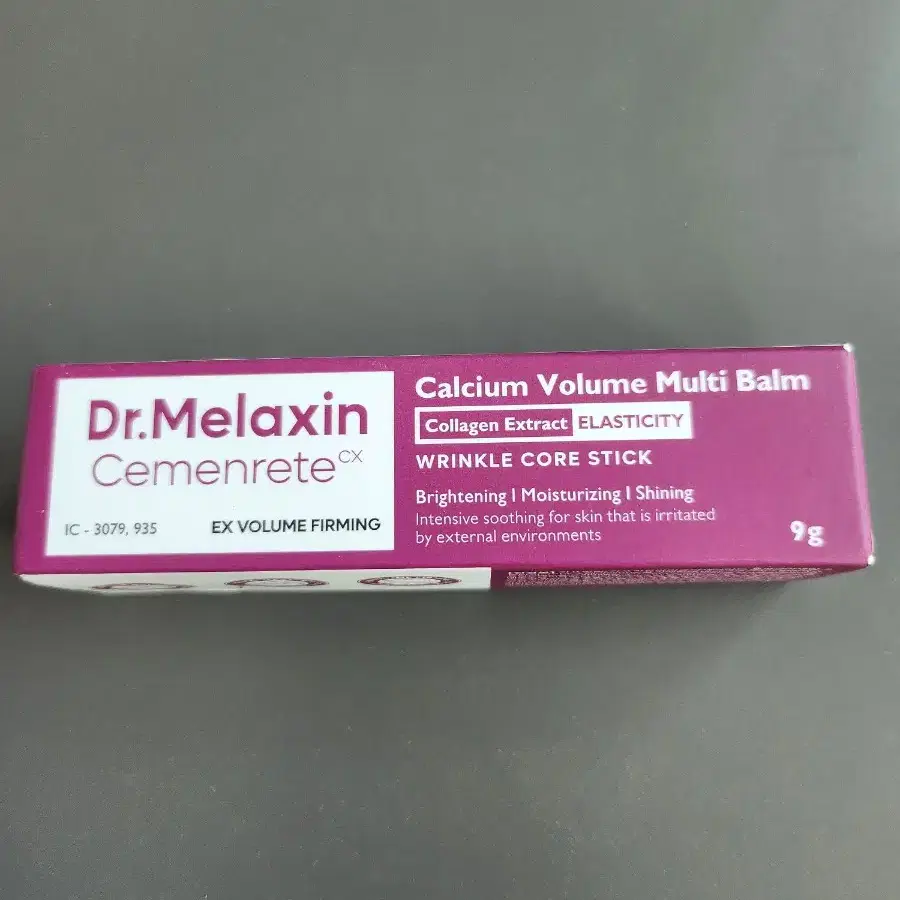 Dr.Melaxin
Cemenrete CX
IC - 3079, 935 EX VOLUME FIRMING
Calcium Volume Multi Balm
Collagen Extract ELASTICITY
WRINKLE CORE STICK
Brightening I Moisturizing I Shining
Intensive soothing for skin that is irritated
by external environments
9g